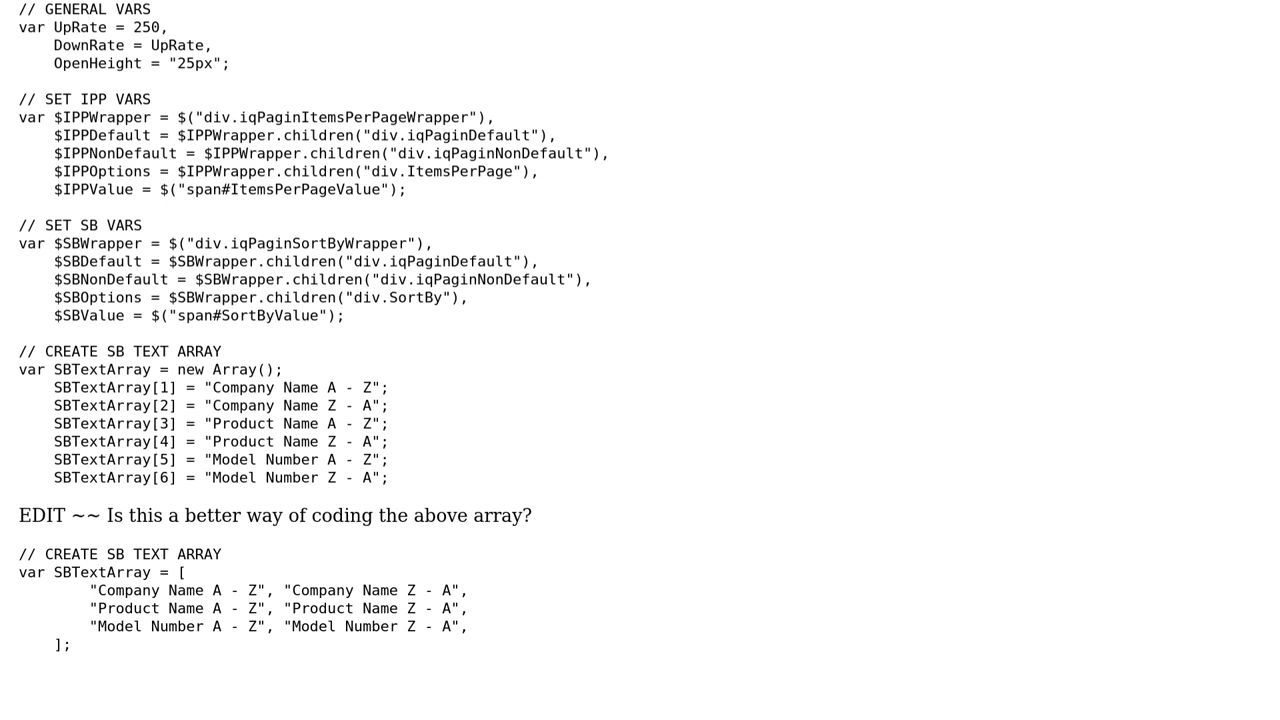 // GENERAL VARS
var UpRate = 250,
    DownRate = UpRate,
    OpenHeight = "25px";

// SET IPP VARS
var $IPPWrapper = $("div.iqPaginItemsPerPageWrapper"),
    $IPPDefault = $IPPWrapper.children("div.iqPaginDefault"),
    $IPPNonDefault = $IPPWrapper.children("div.iqPaginNonDefault"),
    $IPPOptions = $IPPWrapper.children("div.ItemsPerPage"),
    $IPPValue = $("span#ItemsPerPageValue");

// SET SB VARS
var $SBWrapper = $("div.iqPaginSortByWrapper"),
    $SBDefault = $SBWrapper.children("div.iqPaginDefault"),
    $SBNonDefault = $SBWrapper.children("div.iqPaginNonDefault"),
    $SBOptions = $SBWrapper.children("div.SortBy"),
    $SBValue = $("span#SortByValue");

// CREATE SB TEXT ARRAY
var SBTextArray = new Array();
    SBTextArray[1] = "Company Name A - Z";
    SBTextArray[2] = "Company Name Z - A";
    SBTextArray[3] = "Product Name A - Z";
    SBTextArray[4] = "Product Name Z - A";
    SBTextArray[5] = "Model Number A - Z";
    SBTextArray[6] = "Model Number Z - A";

EDIT ~~ Is this a better way of coding the above array?

// CREATE SB TEXT ARRAY
var SBTextArray = [
        "Company Name A - Z", "Company Name Z - A",
        "Product Name A - Z", "Product Name Z - A",
        "Model Number A - Z", "Model Number Z - A",
    ];